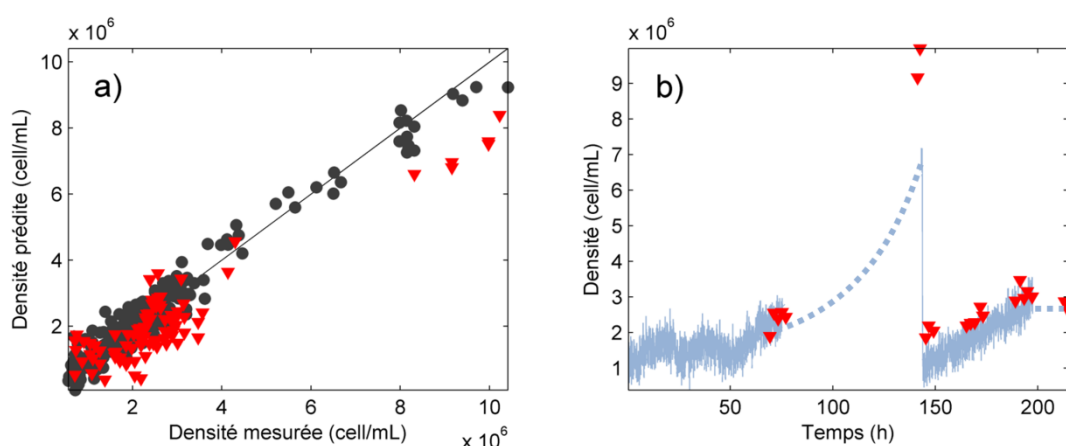 x 10^6
a)
10
8
6
4
2
Densité prédite (cell/mL)
2 4 6 8 10
Densité mesurée (cell/mL)
x 10^6
x 10^6
b)
9
8
7
6
5
4
3
2
1
Densité (cell/mL)
50 100 150 200
Temps (h)